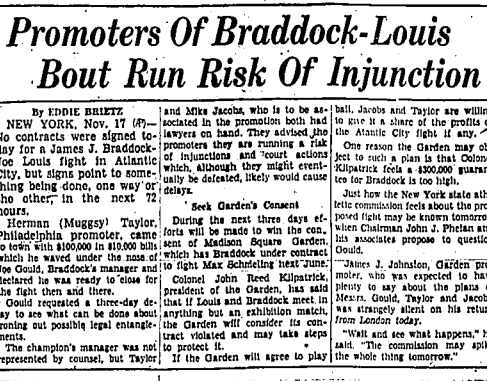 Promoters Of Braddock-Louis
Bout Run Risk Of Injunction
By EDDIE BRIETZ
NEW YORK, Nov. 17 (AP)—
No contracts were signed to-
day for a James J. Braddock-
Joe Louis fight in Atlantic
City, but signs point to some-
thing being done, one way or
the other, in the next 72
hours.
Herman (Muggsy) Taylor,
Philadelphia promoter, came
to town with $100,000 in $10,000 bills
which he waved under the nose of
Joe Gould, Braddock's manager and
declared he was ready to close for
the fight then and there.
Gould requested a three-day de-
lay to see what can be done about
ironing out possible legal entangle-
ments.
The champion's manager was not
represented by counsel, but Taylor
and Mike Jacobs, who is to be as-
sociated in the promotion both had
lawyers on hand. They advised the
promoters they are running a risk
of injunctions and court actions
which, although they might event-
ually be defeated, likely would cause
delays.
Seek Garden's Consent
During the next three days ef-
forts will be made to win the con-
sent of Madison Square Garden,
which has Braddock under contract
to fight Max Schmeling next June.
Colonel John Reed Kilpatrick,
president of the Garden, has said
that if Louis and Braddock meet in
anything but an exhibition match,
the Garden will consider its con-
tract violated and may take steps
to protect it.
If the Garden will agree to play
ball, Jacobs and Taylor are willin
to give it a share of the profits o
the Atantic City fight if any.
One reason the Garden may ob
ject to such a plan is that Colone
Kilpatrick feels a $300,000 guaran
tee for Braddock is too high.
Just how the New York state ath
letic commission feels about the pro
posed fight may be known tomorrow
when Chairman John J. Phelan an
his associates propose to questio
Gould.
James J. Johnston, Garden pro
moter, who was expected to hav
plenty to say about the plans o
Messrs. Gould, Taylor and Jacob
was strangely silent on his retur
from London today.
"Wait and see what happens," h
said. "The commission may spik
the whole thing tomorrow."